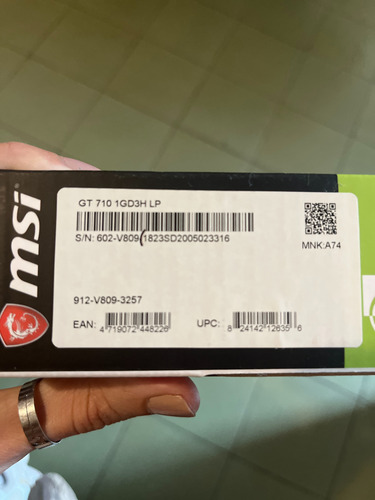 msi
GT 710 1GD3H LP
S/N: 602-V809-1823SD2005023316
MNK:A74
912-V809-3257
EAN: 4 719072 448226
UPC: 8 24142 12635 6